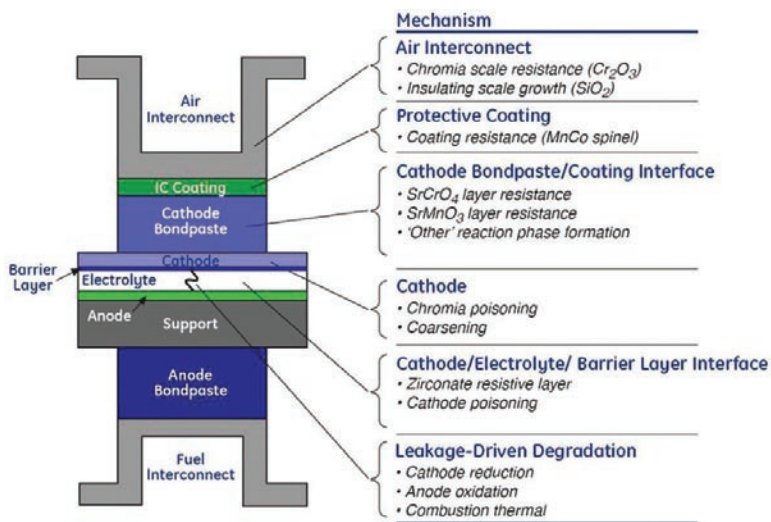 Air
Interconnect
IC Coating
Cathode
Bondpaste
Cathode
Barrier
Layer
Electrolyte
Anode
Support
Anode
Bondpaste
Fuel
Interconnect
Mechanism
Air Interconnect
• Chromia scale resistance (Cr₂O₃)
• Insulating scale growth (SiO₂)
Protective Coating
• Coating resistance (MnCo spinel)
Cathode Bondpaste/Coating Interface
• SrCrO₄ layer resistance
• SrMnO₃ layer resistance
• ‘Other’ reaction phase formation
Cathode
• Chromia poisoning
• Coarsening
Cathode/Electrolyte/ Barrier Layer Interface
• Zirconate resistive layer
• Cathode poisoning
Leakage-Driven Degradation
• Cathode reduction
• Anode oxidation
• Combustion thermal